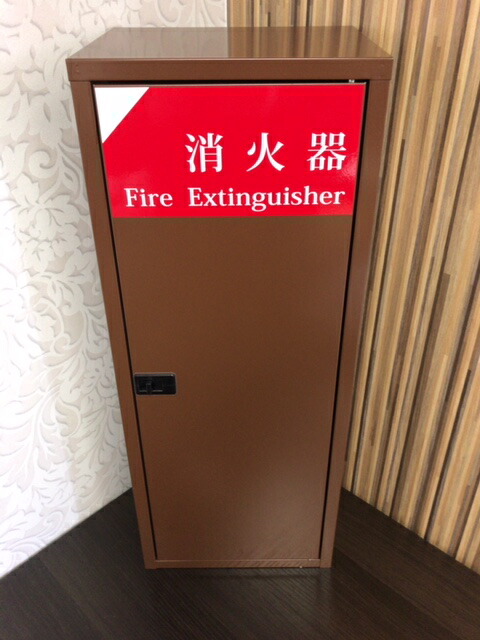 消火器
Fire Extinguisher